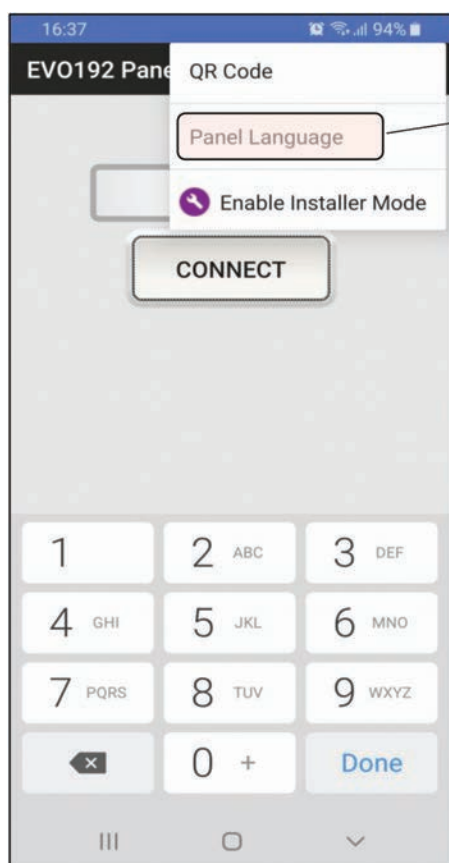 16:37 94%
EVO192 Pane
QR Code
Panel Language
Enable Installer Mode
CONNECT
1 2 ABC 3 DEF
4 GHI 5 JKL 6 MNO
7 PQRS 8 TUV 9 WXYZ
0 + Done